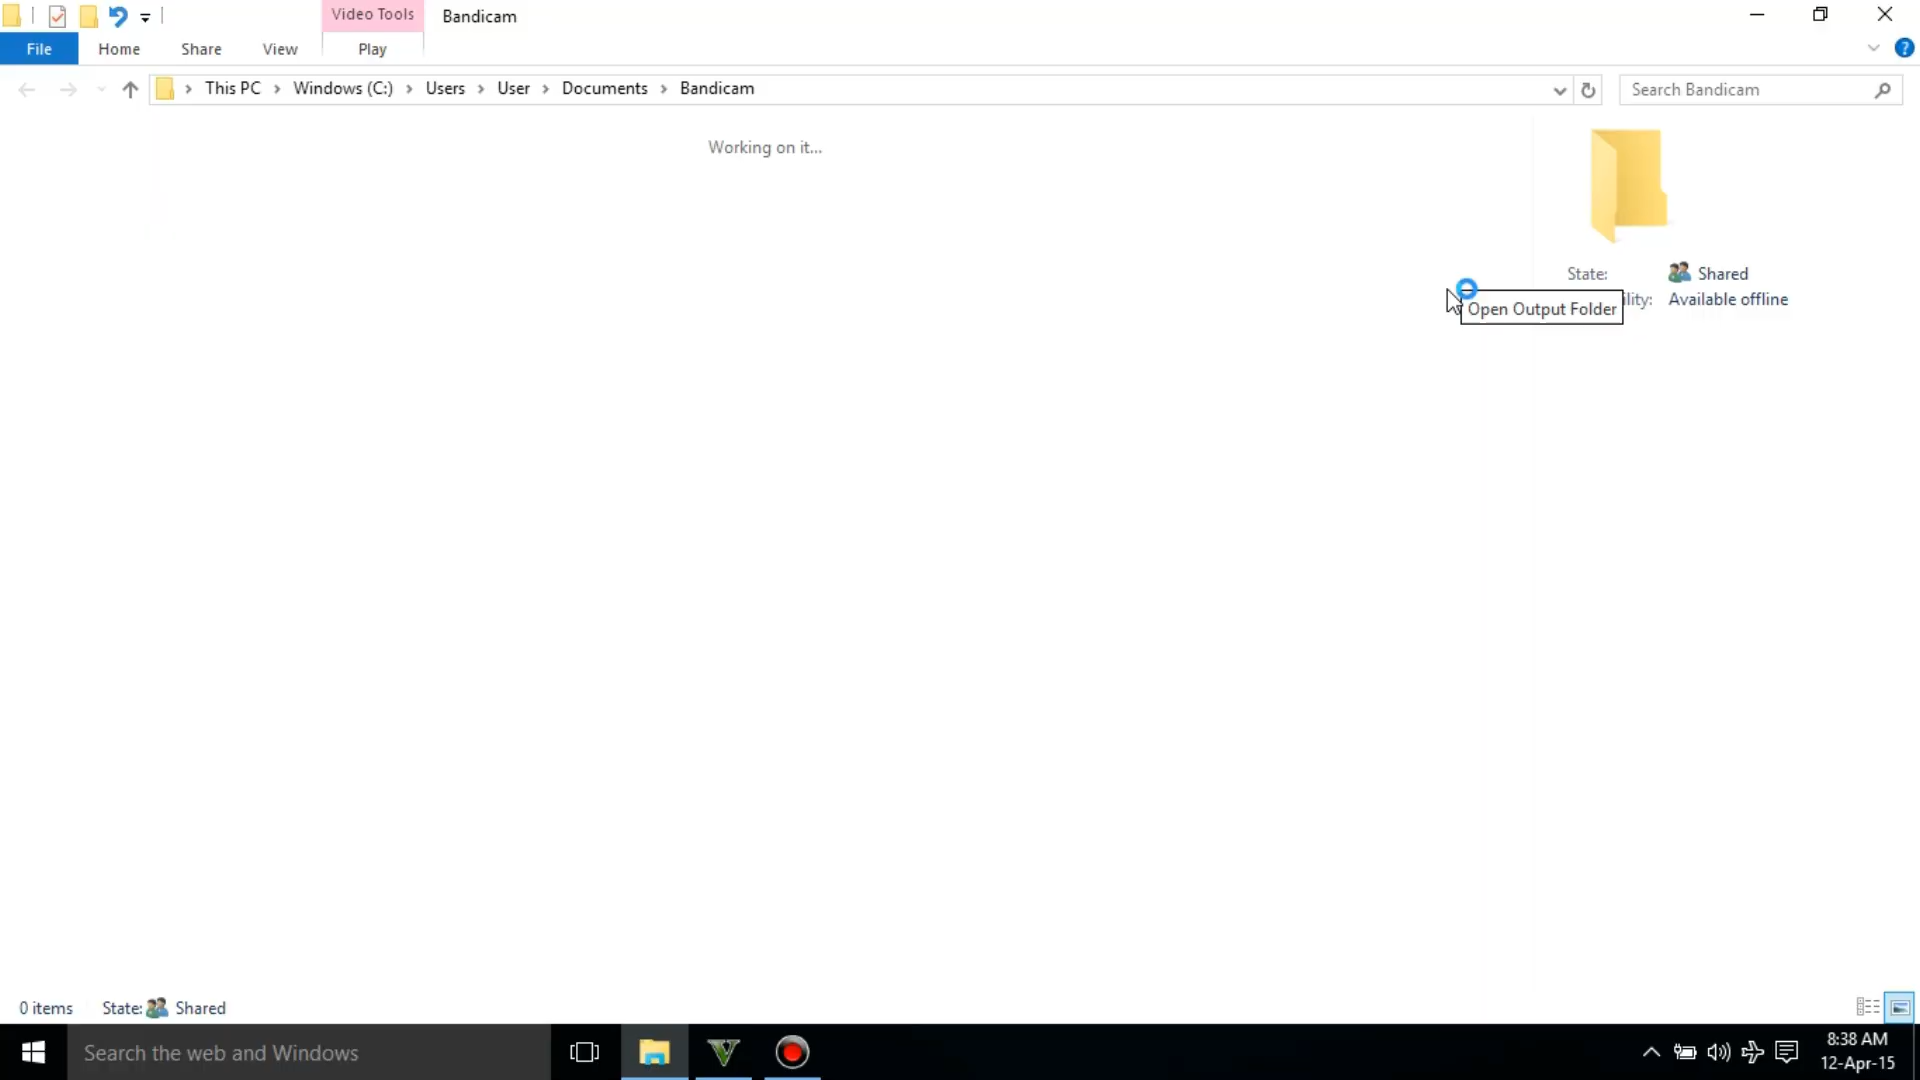 Video Tools
Bandicam
File
Home
Share
View
Play
This PC
Windows (C:)
Users
User
Documents
Bandicam
Search Bandicam
Working on it...
State:
Shared
Open Output Folder
ility:
Available offline
0 items
State:
Shared
Search the web and Windows
8:38 AM
12-Apr-15